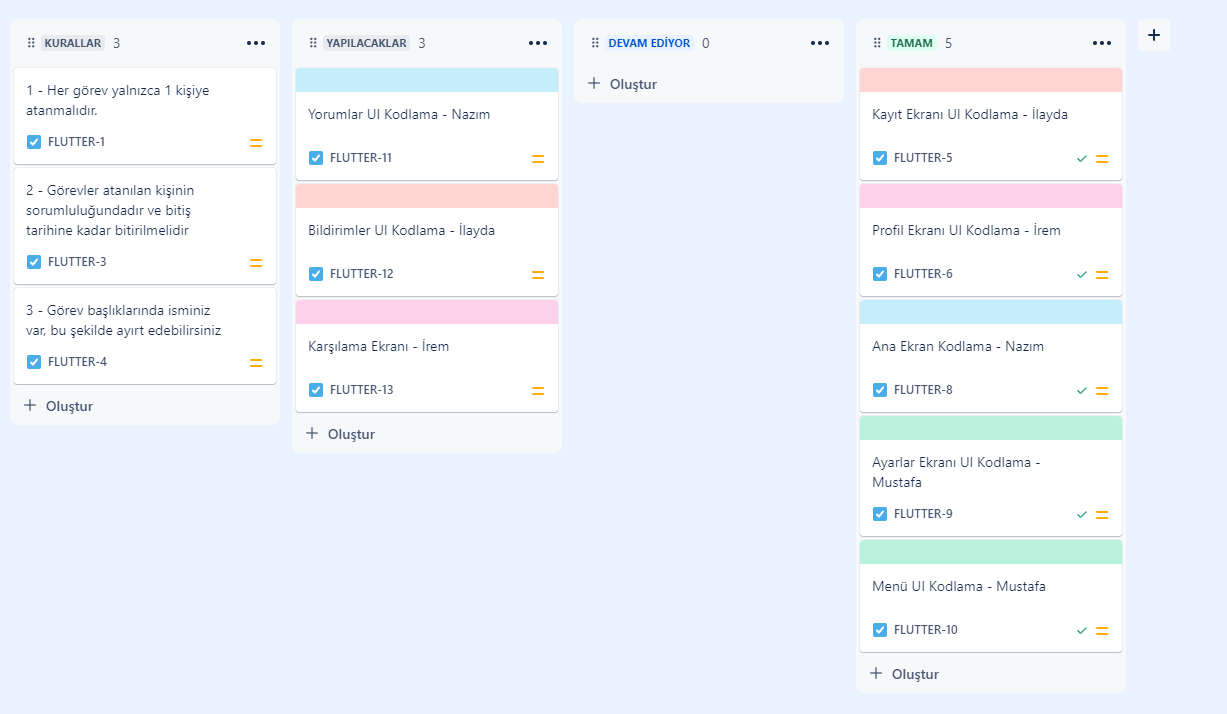 KURALLAR 3
1 - Her görev yalnızca 1 kişiye
atanmalıdır.
FLUTTER-1
2 - Görevler atanılan kişinin
sorumluluğundadır ve bitiş
tarihine kadar bitirilmelidir
FLUTTER-3
3 - Görev başlıklarında isminiz
var, bu şekilde ayırt edebilirsiniz
FLUTTER-4
+ Oluştur
YAPILACAKLAR 3
Yorumlar UI Kodlama - Nazım
FLUTTER-11
Bildirimler UI Kodlama - İlayda
FLUTTER-12
Karşılama Ekranı - İrem
FLUTTER-13
+ Oluştur
DEVAM EDİYOR 0
+ Oluştur
TAMAM 5
Kayıt Ekranı UI Kodlama - İlayda
FLUTTER-5
Profil Ekranı UI Kodlama - İrem
FLUTTER-6
Ana Ekran Kodlama - Nazım
FLUTTER-8
Ayarlar Ekranı UI Kodlama -
Mustafa
FLUTTER-9
Menü UI Kodlama - Mustafa
FLUTTER-10
+ Oluştur
+